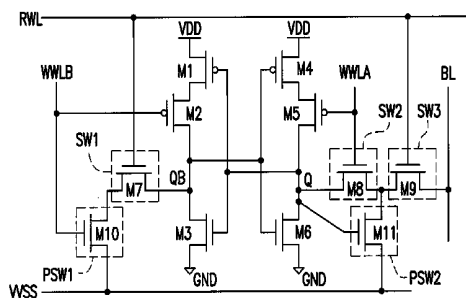 RWL
VDD VDD
WWLB M1 M4 WWLA BL
M2 M5 SW2 SW3
SW1
M7 QB Q M8 M9
M10 M3 M6 M11
PSW1 GND GND PSW2
VVSS